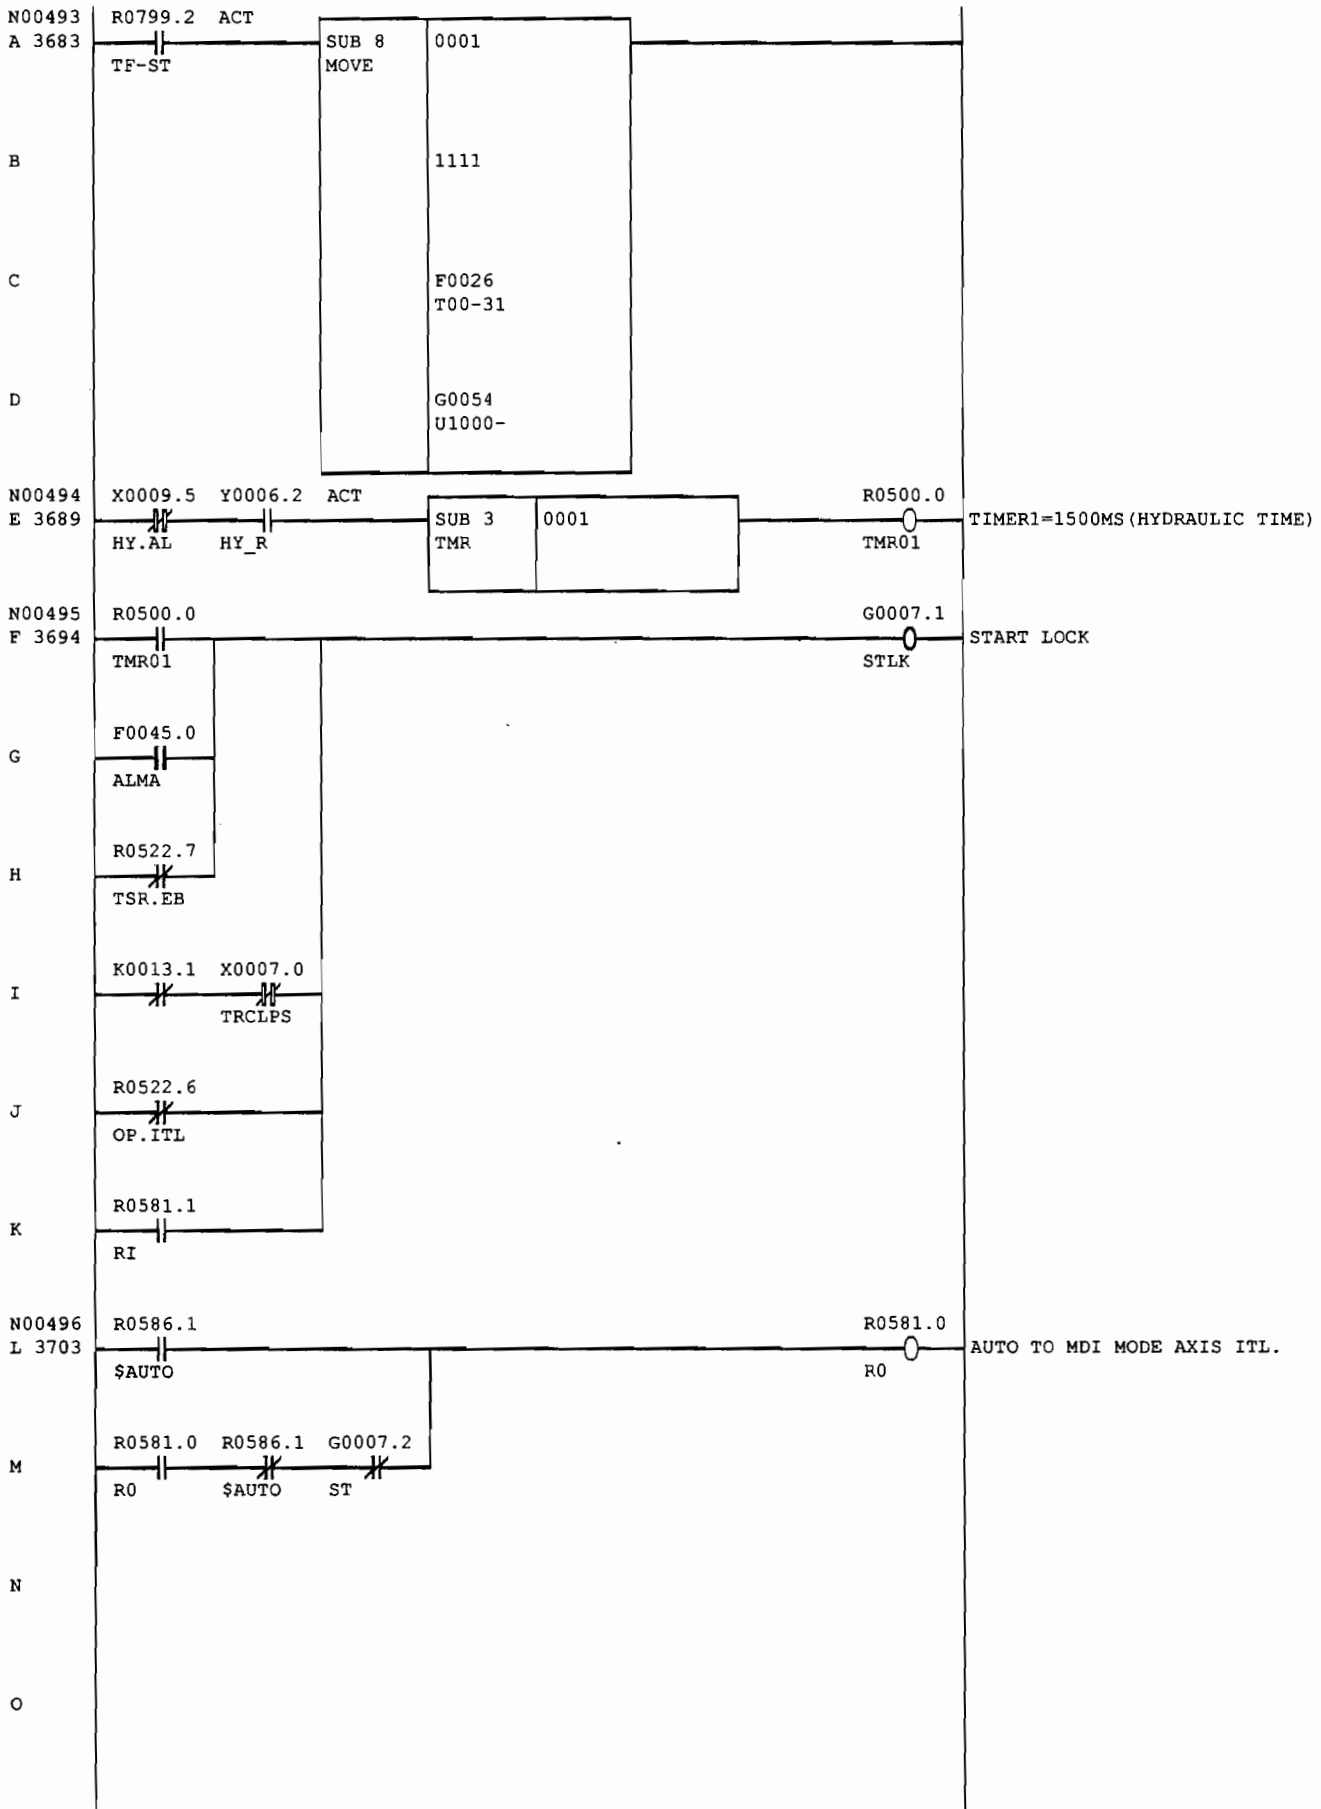 N00493 R0799.2 ACT
A 3683 SUB 8 0001
TF-ST MOVE
B 1111
C F0026
T00-31
D G0054
U1000-
N00494 X0009.5 Y0006.2 ACT R0500.0
E 3689 SUB 3 0001 TIMER1=1500MS(HYDRAULIC TIME)
HY.AL HY_R TMR TMR01
N00495 R0500.0 G0007.1
F 3694 START LOCK
TMR01 STLK
F0045.0
G
ALMA
R0522.7
H
TSR.EB
K0013.1 X0007.0
I
TRCLPS
R0522.6
J
OP.ITL
R0581.1
K
RI
N00496 R0586.1 R0581.0
L 3703 AUTO TO MDI MODE AXIS ITL.
$AUTO R0
R0581.0 R0586.1 G0007.2
M
R0 $AUTO ST
N
O